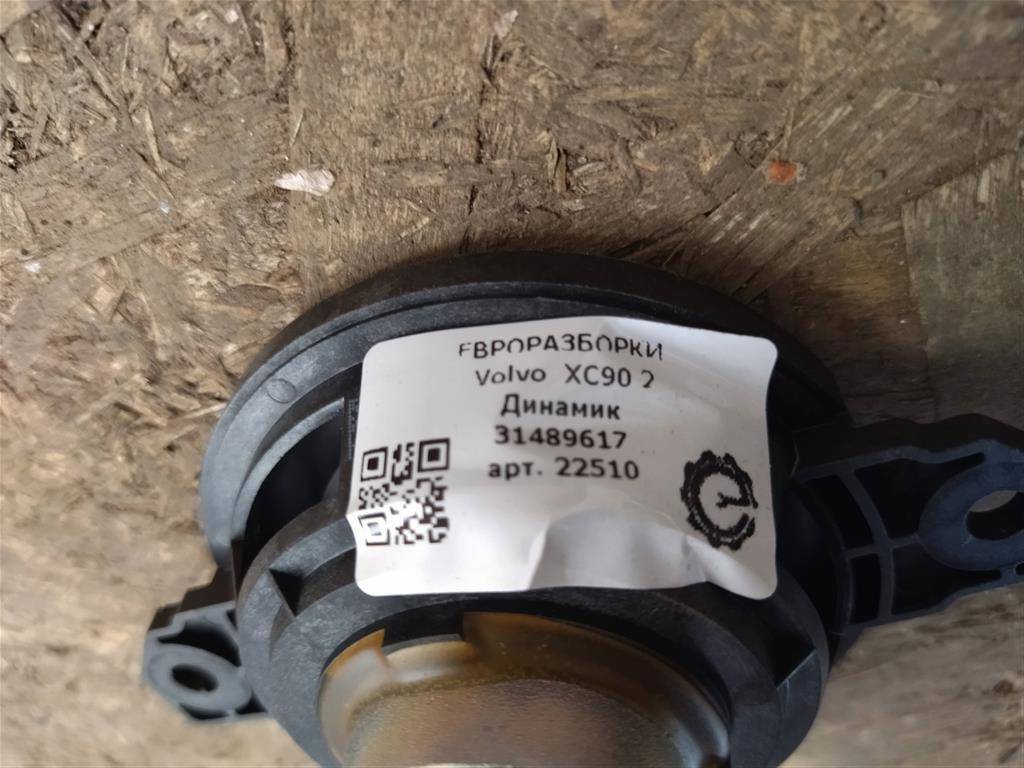 ЕВРОРАЗБОРКИ
Volvo XC90 2
Динамик
31489617
арт. 22510